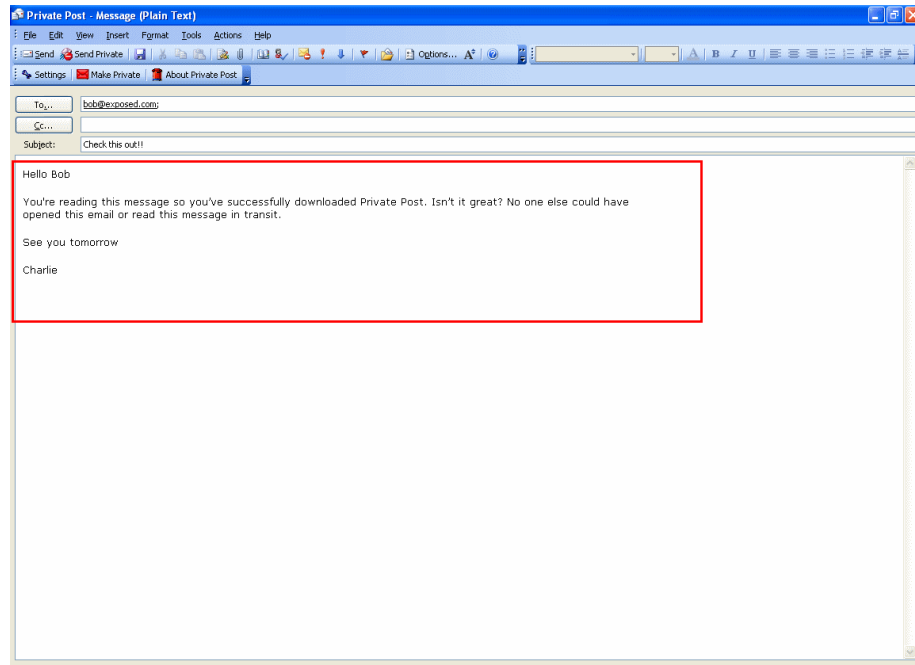 Private Post - Message (Plain Text)
File Edit View Insert Format Tools Actions Help
Send Send Private Options...
Settings Make Private About Private Post
To... bob@exposed.com;
Cc...
Subject: Check this out!!
Hello Bob
You're reading this message so you've successfully downloaded Private Post. Isn't it great? No one else could have
opened this email or read this message in transit.
See you tomorrow
Charlie